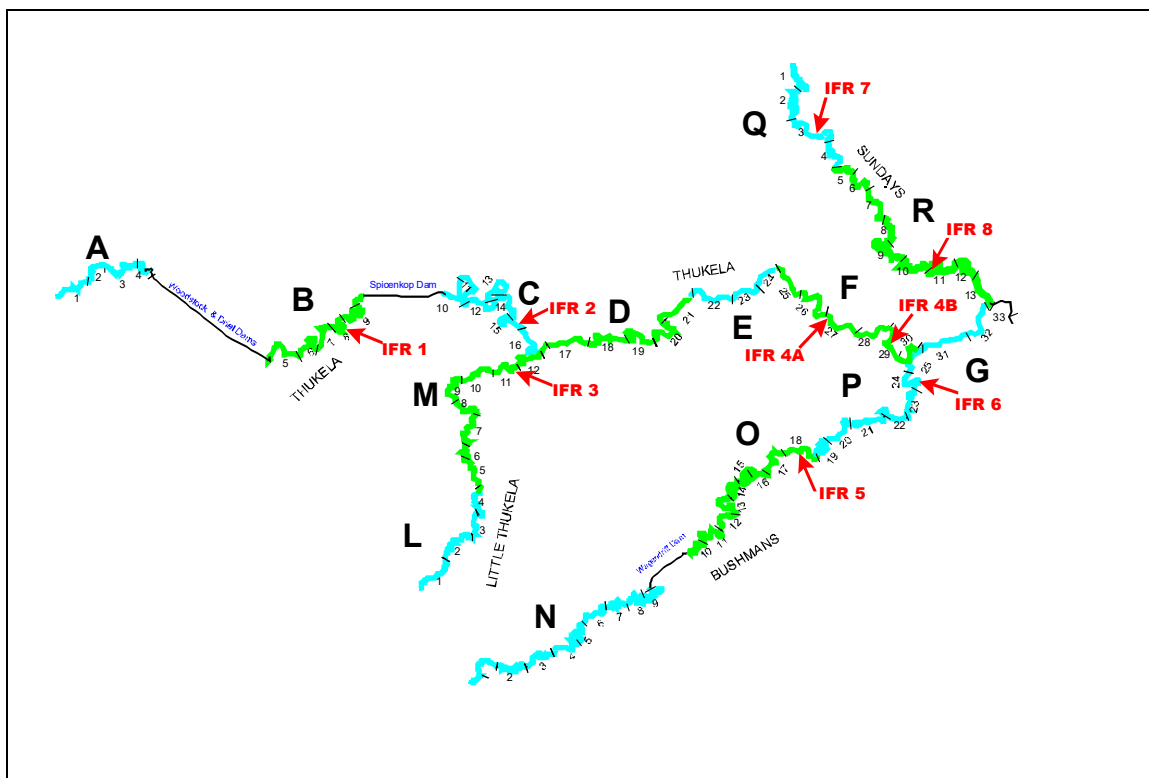 1
IFR 7
2
Q
3
4
SUNDAYS
5
6
R
7
8
IFR 8
9
10
11
12
13
33
32
A
1
2
3
4
Woodstock & Driel Dams
B
5
6
7
8
9
IFR 1
THUKELA
Spioenkop Dam
10
11
12
13
14
C
15
IFR 2
16
D
17
18
19
20
21
THUKELA
22
23
E
F
25
26
27
IFR 4A
28
IFR 4B
29
30
31
G
25
24
P
23
IFR 6
22
21
20
19
M
9
10
11
12
IFR 3
8
7
6
5
4
L
3
2
1
LITTLE THUKELA
O
18
17
16
15
14
13
12
11
10
IFR 5
BUSHMANS
N
9
8
7
6
5
4
3
2